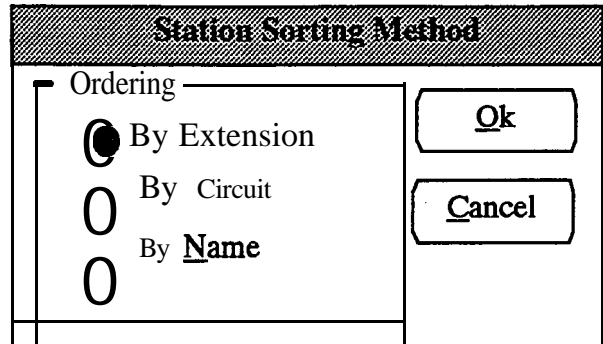 Station Sorting Method
Ordering
By Extension
By Circuit
By Name
Ok
Cancel